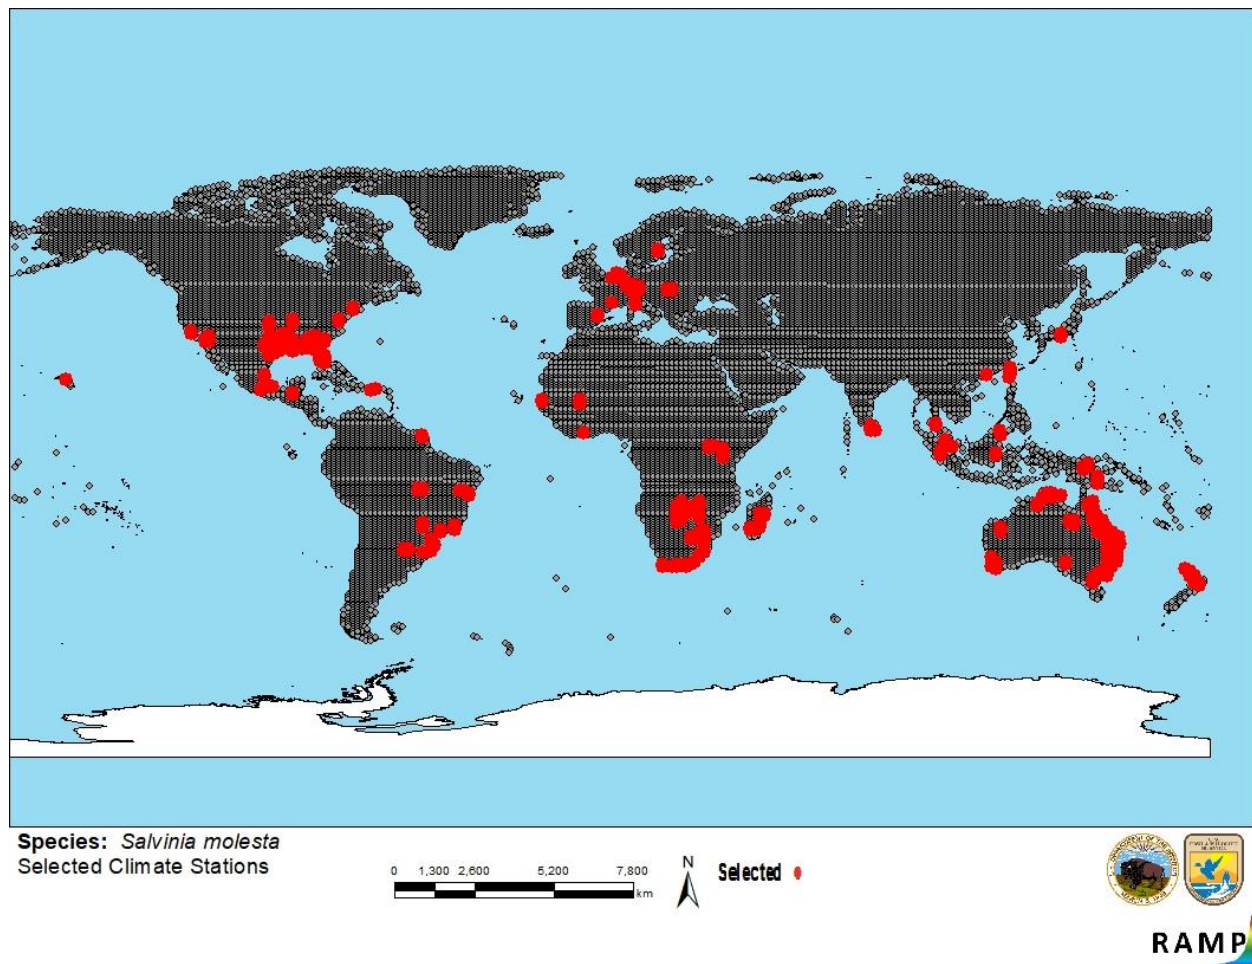 Species: Salvinia molesta
Selected Climate Stations
0 1,300 2,600 5,200 7,800
km
N
Selected
RAMP